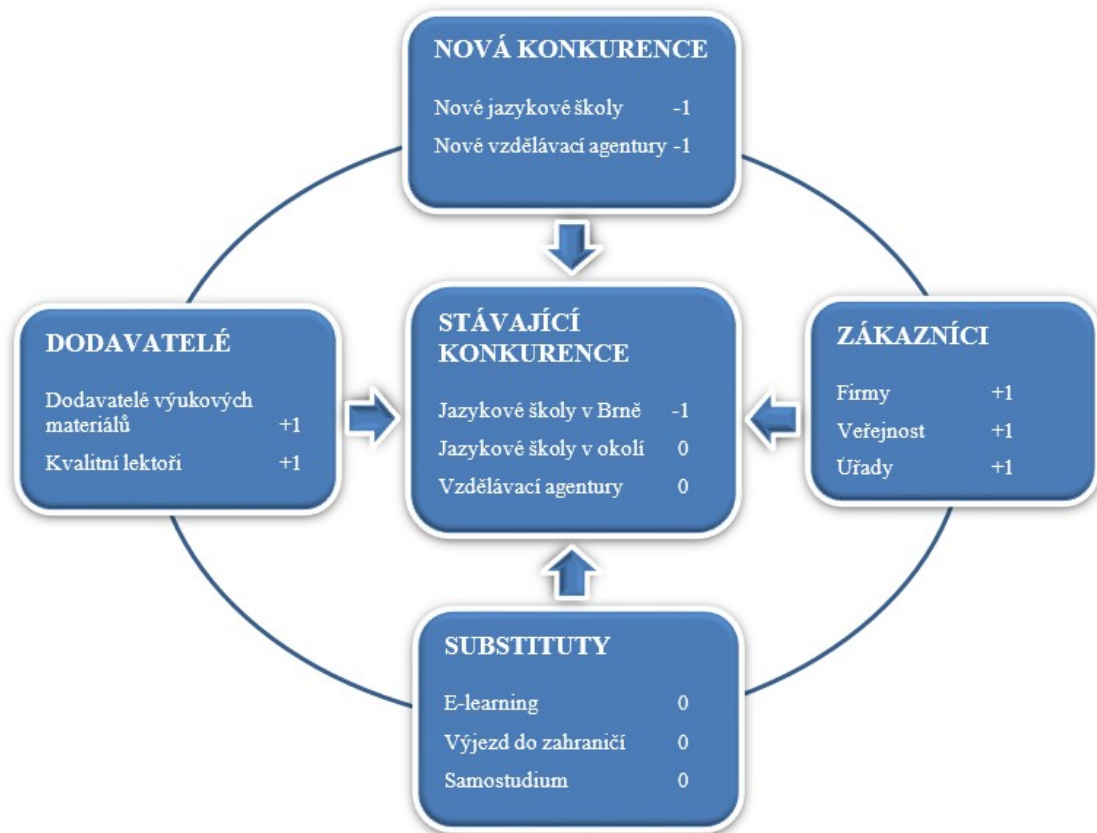 NOVÁ KONKURENCE
Nové jazykové školy -1
Nové vzdělávací agentury -1
DODAVATELÉ
Dodavatelé výukových
materiálů +1
Kvalitní lektoři +1
STÁVAJÍCÍ
KONKURENCE
Jazykové školy v Brně -1
Jazykové školy v okolí 0
Vzdělávací agentury 0
ZÁKAZNÍCI
Firmy +1
Veřejnost +1
Úřady +1
SUBSTITUTY
E-learning 0
Výjezd do zahraničí 0
Samostudium 0